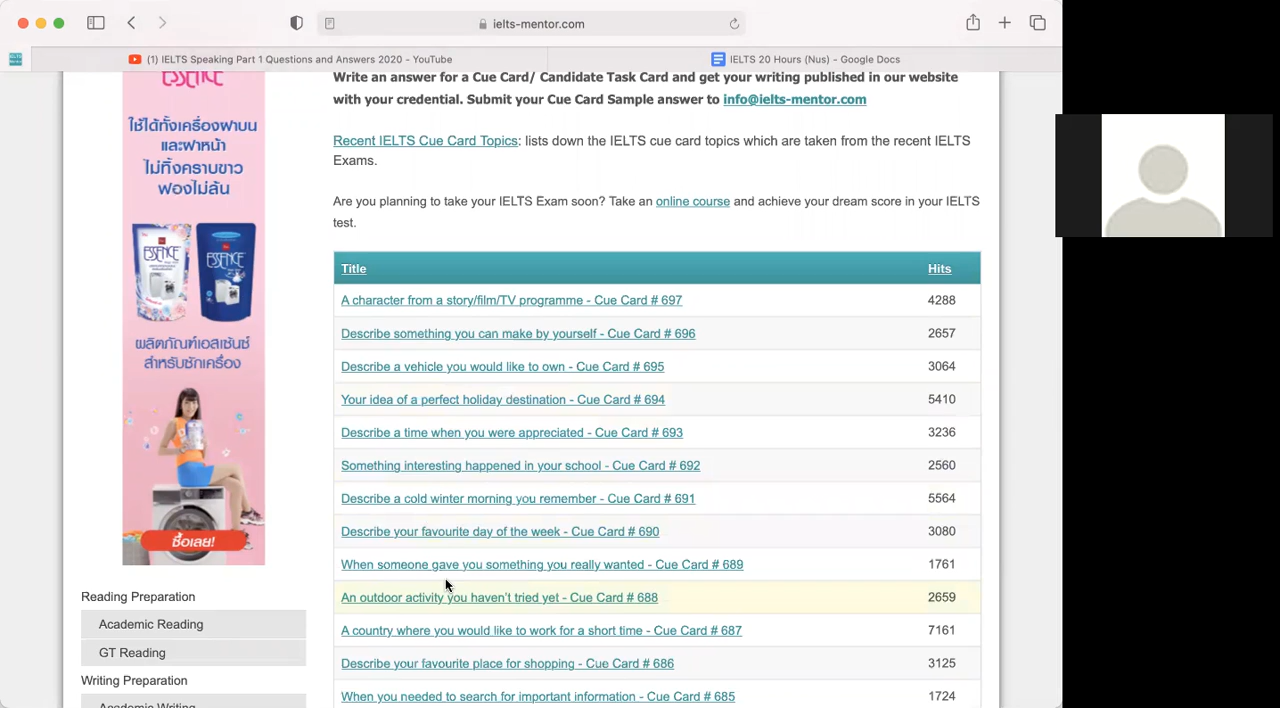 ielts-mentor.com
(1) IELTS Speaking Part 1 Questions and Answers 2020 - YouTube
IELTS 20 Hours (Nus) - Google Docs
ESSENCE
ใช้ได้ทั้งเครื่องฝาบน
และฝาหน้า
ไม่ทิ้งคราบขาว
ฟองไม่ล้น
ESSENCE
ESSENCE
ผลิตภัณฑ์เอสเซ้นซ์
สำหรับซักเครื่อง
ซื้อเลย!
Reading Preparation
Academic Reading
GT Reading
Writing Preparation
Academic Writing
Write an answer for a Cue Card/ Candidate Task Card and get your writing published in our website
with your credential. Submit your Cue Card Sample answer to info@ielts-mentor.com
Recent IELTS Cue Card Topics: lists down the IELTS cue card topics which are taken from the recent IELTS
Exams.
Are you planning to take your IELTS Exam soon? Take an online course and achieve your dream score in your IELTS
test.
Title Hits
A character from a story/film/TV programme - Cue Card # 697 4288
Describe something you can make by yourself - Cue Card # 696 2657
Describe a vehicle you would like to own - Cue Card # 695 3064
Your idea of a perfect holiday destination - Cue Card # 694 5410
Describe a time when you were appreciated - Cue Card # 693 3236
Something interesting happened in your school - Cue Card # 692 2560
Describe a cold winter morning you remember - Cue Card # 691 5564
Describe your favourite day of the week - Cue Card # 690 3080
When someone gave you something you really wanted - Cue Card # 689 1761
An outdoor activity you haven't tried yet - Cue Card # 688 2659
A country where you would like to work for a short time - Cue Card # 687 7161
Describe your favourite place for shopping - Cue Card # 686 3125
When you needed to search for important information - Cue Card # 685 1724